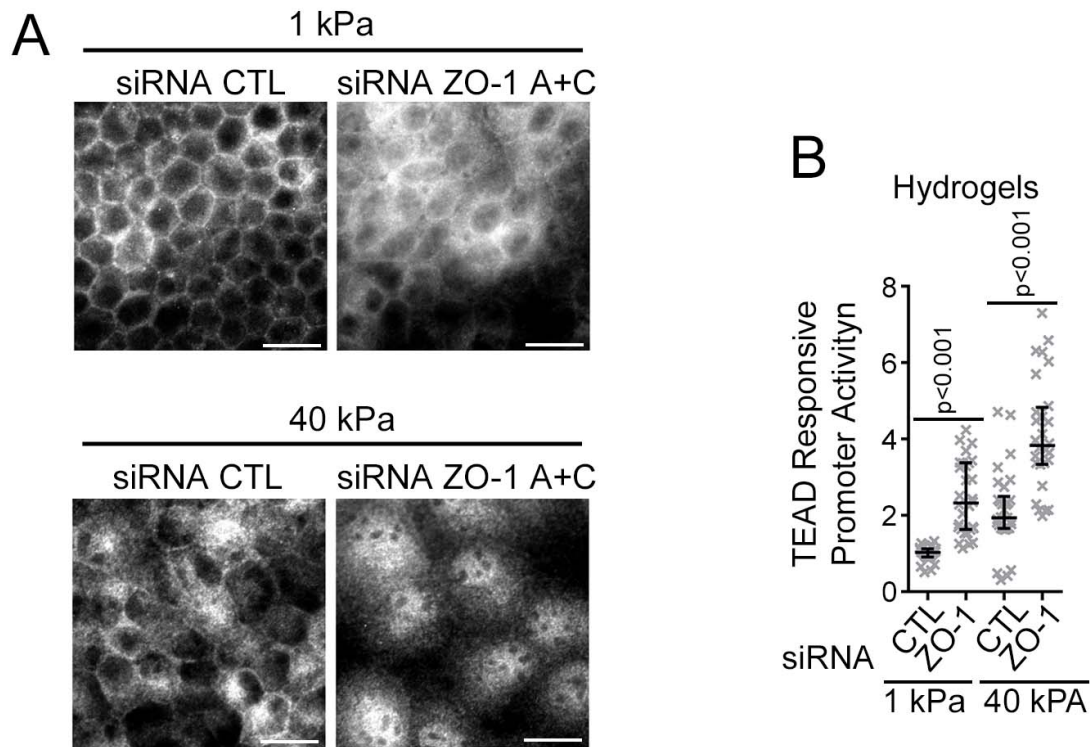 A
1 kPa
siRNA CTL
siRNA ZO-1 A+C
40 kPa
siRNA CTL
siRNA ZO-1 A+C
B
Hydrogels
p<0.001
p<0.001
TEAD Responsive
Promoter Activityn
8
6
4
2
0
siRNA
CTL
ZO-1
CTL
ZO-1
1 kPa
40 kPA